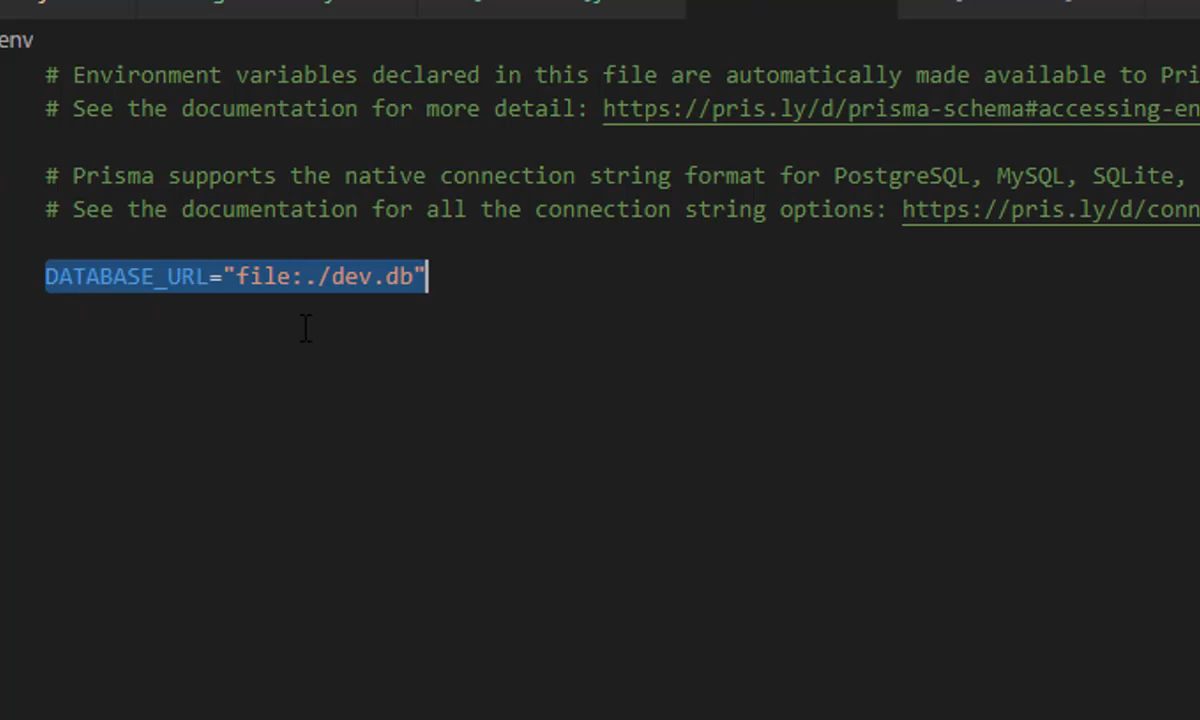 env
# Environment variables declared in this file are automatically made available to Pri
# See the documentation for more detail: https://pris.ly/d/prisma-schema#accessing-en
# Prisma supports the native connection string format for PostgreSQL, MySQL, SQLite,
# See the documentation for all the connection string options: https://pris.ly/d/conn
DATABASE_URL="file:./dev.db"